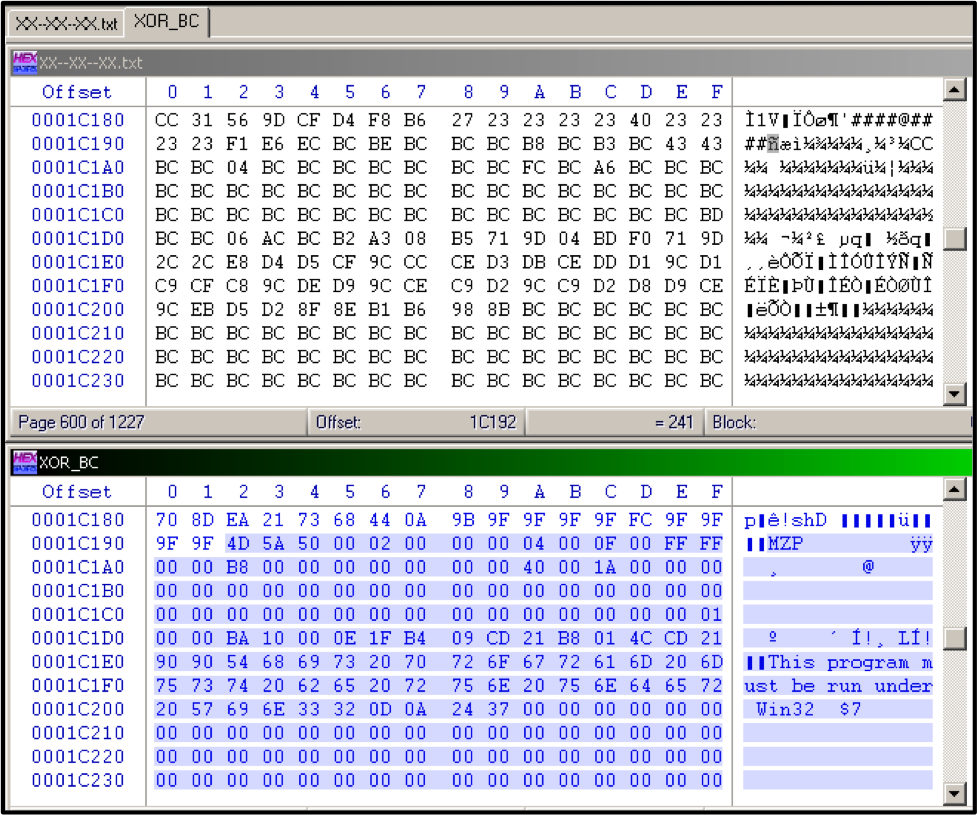 XX--XX--XX.txt XOR_BC
HEX XX--XX--XX.txt
Offset 0 1 2 3 4 5 6 7 8 9 A B C D E F
0001C180 CC 31 56 9D CF D4 F8 B6 27 23 23 23 23 40 23 23 Ì1V▮ÏÔø¶'####@##
0001C190 23 23 F1 E6 EC BC BE BC BC BC B8 BC B3 BC 43 43 ##ñæì¼¾¼¼¼¸¼³¼CC
0001C1A0 BC BC 04 BC BC BC BC BC BC BC FC BC A6 BC BC BC ¼¼ ¼¼¼¼¼¼¼ü¼¦¼¼¼
0001C1B0 BC BC BC BC BC BC BC BC BC BC BC BC BC BC BC BC ¼¼¼¼¼¼¼¼¼¼¼¼¼¼¼¼
0001C1C0 BC BC BC BC BC BC BC BC BC BC BC BC BC BC BC BD ¼¼¼¼¼¼¼¼¼¼¼¼¼¼¼½
0001C1D0 BC BC 06 AC BC B2 A3 08 B5 71 9D 04 BD F0 71 9D ¼¼ ¬¼²£ µq▮ ½ðq▮
0001C1E0 2C 2C E8 D4 D5 CF 9C CC CE D3 DB CE DD D1 9C D1 ,,èÔÕÏ▮ÌÎÓÛÎÝÑ▮Ñ
0001C1F0 C9 CF C8 9C DE D9 9C CE C9 D2 9C C9 D2 D8 D9 CE ÉÏÈ▮ÞÙ▮ÎÉÒ▮ÉÒØÙÎ
0001C200 9C EB D5 D2 8F 8E B1 B6 98 8B BC BC BC BC BC BC ▮ëÕÒ▮▮±¶▮▮¼¼¼¼¼¼
0001C210 BC BC BC BC BC BC BC BC BC BC BC BC BC BC BC BC ¼¼¼¼¼¼¼¼¼¼¼¼¼¼¼¼
0001C220 BC BC BC BC BC BC BC BC BC BC BC BC BC BC BC BC ¼¼¼¼¼¼¼¼¼¼¼¼¼¼¼¼
0001C230 BC BC BC BC BC BC BC BC BC BC BC BC BC BC BC BC ¼¼¼¼¼¼¼¼¼¼¼¼¼¼¼¼
Page 600 of 1227 Offset: 1C192 = 241 Block:
HEX XOR_BC
Offset 0 1 2 3 4 5 6 7 8 9 A B C D E F
0001C180 70 8D EA 21 73 68 44 0A 9B 9F 9F 9F 9F FC 9F 9F p▮ê!shD ▮▮▮▮▮ü▮▮
0001C190 9F 9F 4D 5A 50 00 02 00 00 00 04 00 0F 00 FF FF ▮▮MZP ÿÿ
0001C1A0 00 00 B8 00 00 00 00 00 00 00 40 00 1A 00 00 00 ¸ @
0001C1B0 00 00 00 00 00 00 00 00 00 00 00 00 00 00 00 00
0001C1C0 00 00 00 00 00 00 00 00 00 00 00 00 00 00 00 01
0001C1D0 00 00 BA 10 00 0E 1F B4 09 CD 21 B8 01 4C CD 21 º ´ Í!¸ LÍ!
0001C1E0 90 90 54 68 69 73 20 70 72 6F 67 72 61 6D 20 6D ▮▮This program m
0001C1F0 75 73 74 20 62 65 20 72 75 6E 20 75 6E 64 65 72 ust be run under
0001C200 20 57 69 6E 33 32 0D 0A 24 37 00 00 00 00 00 00 Win32 $7
0001C210 00 00 00 00 00 00 00 00 00 00 00 00 00 00 00 00
0001C220 00 00 00 00 00 00 00 00 00 00 00 00 00 00 00 00
0001C230 00 00 00 00 00 00 00 00 00 00 00 00 00 00 00 00